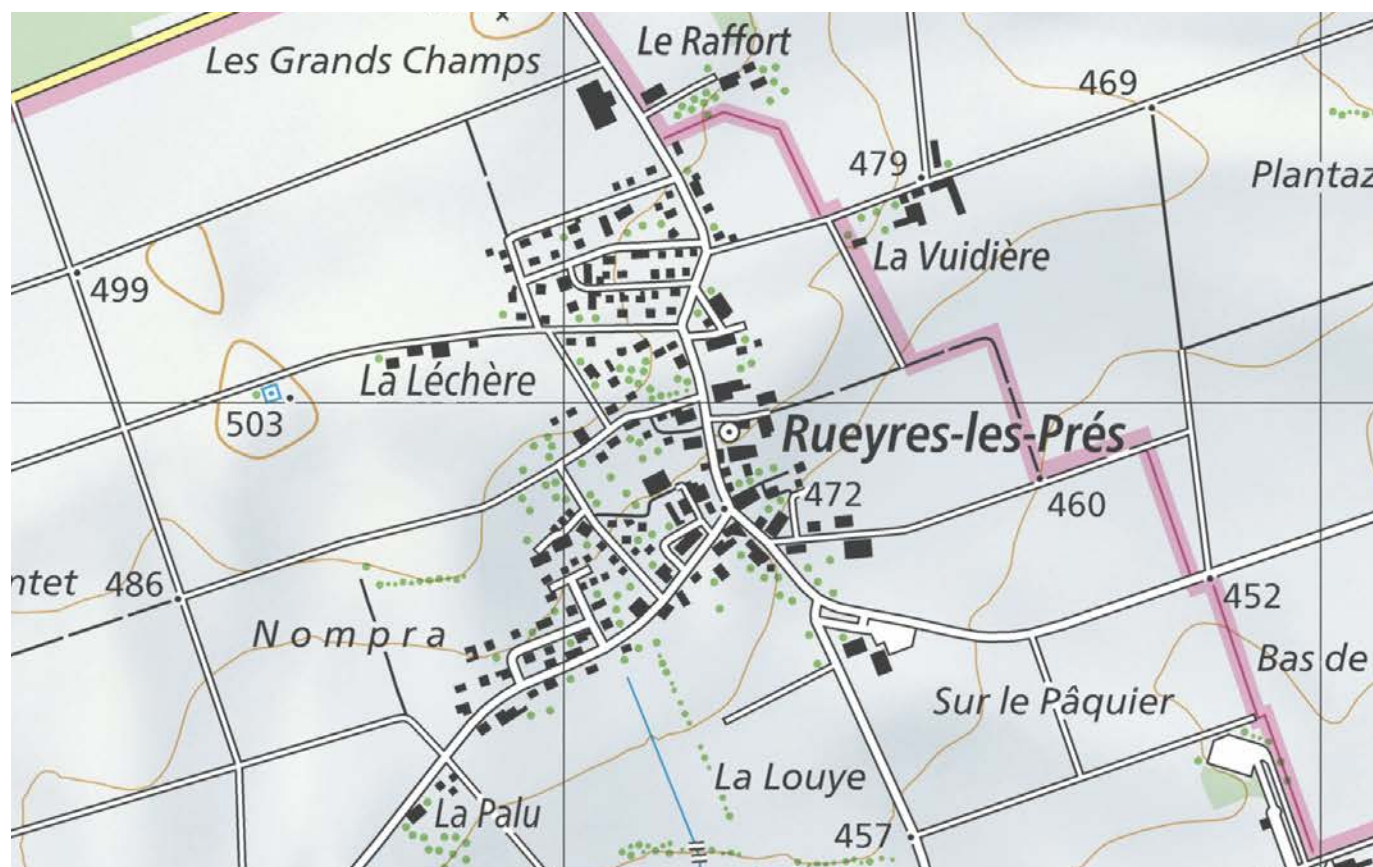 Le Raffort
Les Grands Champs
469
479
Plantaz
La Vuidière
499
La Léchère
503
Rueyres-les-Prés
472
460
ntet
486
452
Nompra
Bas de
Sur le Pâquier
La Louye
La Palu
457